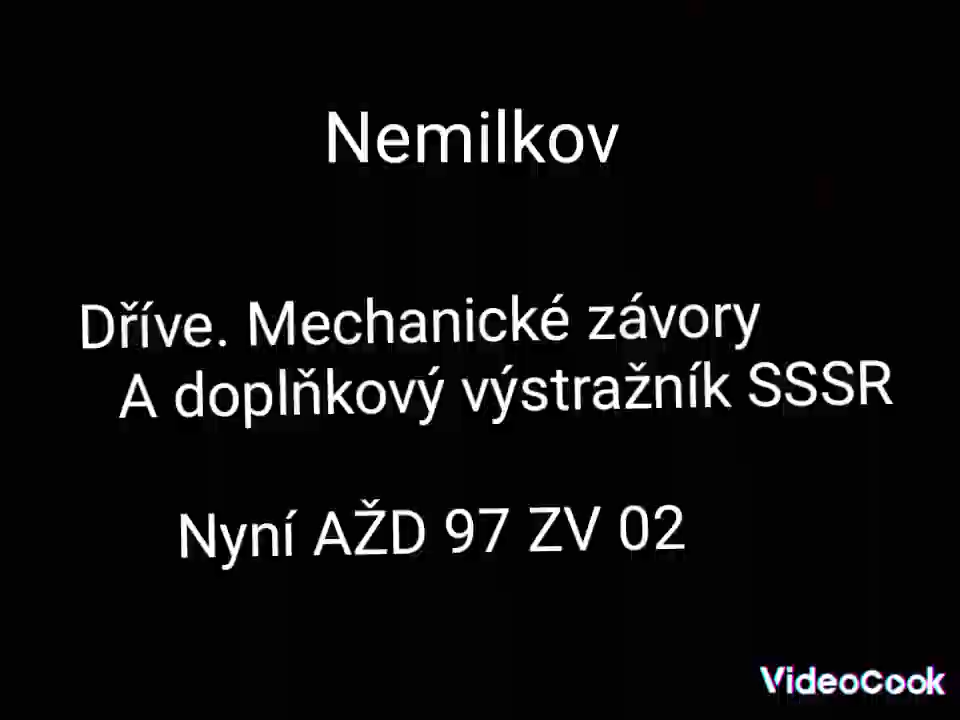 Nemilkov
Dříve. Mechanické závory
A doplňkový výstražník SSSR
Nyní AŽD 97 ZV 02
VideoCook